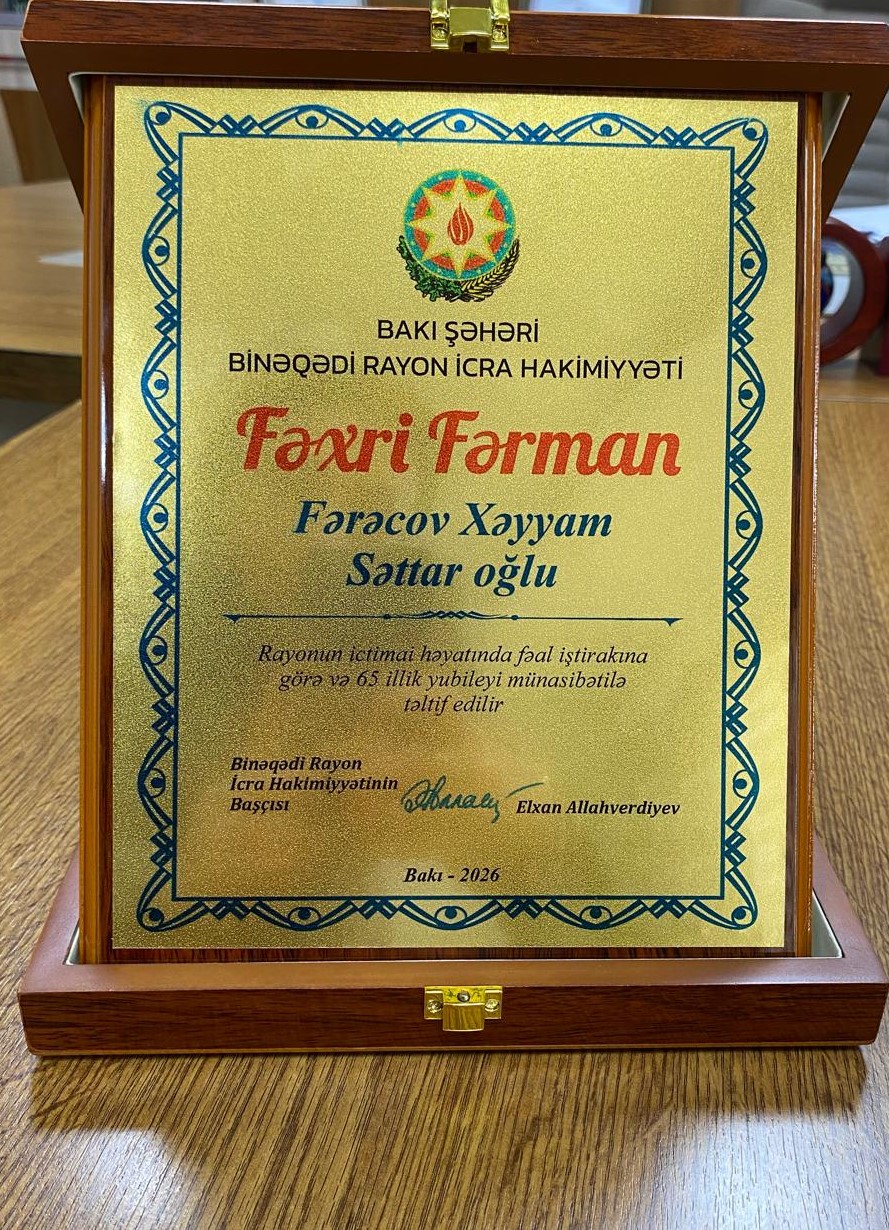 BAKI ŞƏHƏRİ
BİNƏQƏDİ RAYON İCRA HAKİMİYYƏTİ
Fəxri Fərman
Fərəcov Xəyyam
Səttar oğlu
Rayonun ictimai həyatında fəal iştirakına
görə və 65 illik yubileyi münasibətilə
təltif edilir
Binəqədi Rayon
İcra Hakimiyyətinin
Başçısı
Elxan Allahverdiyev
Bakı - 2026